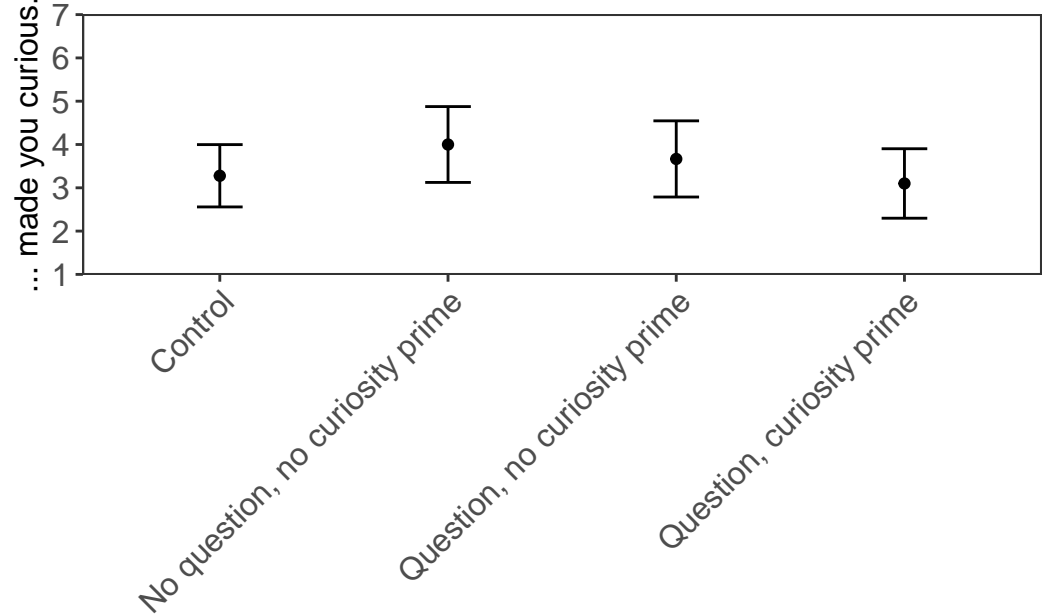 ... made you curious.
7
6
5
4
3
2
1
Control
No question, no curiosity prime
Question, no curiosity prime
Question, curiosity prime